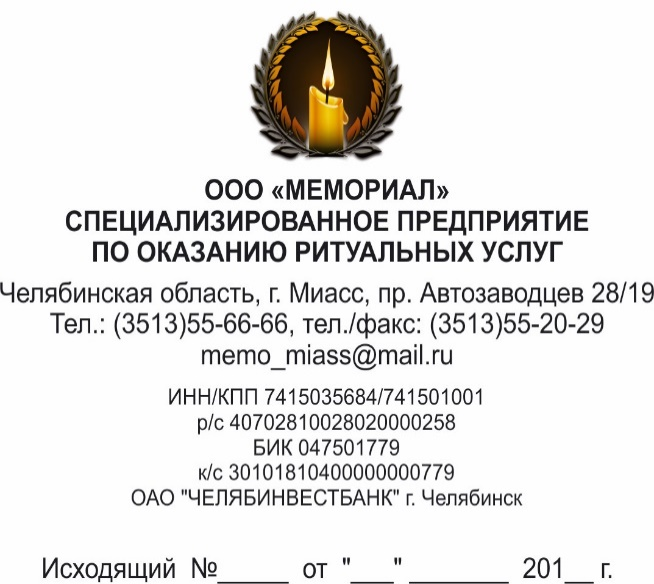 ООО «МЕМОРИАЛ»
СПЕЦИАЛИЗИРОВАННОЕ ПРЕДПРИЯТИЕ
ПО ОКАЗАНИЮ РИТУАЛЬНЫХ УСЛУГ
Челябинская область, г. Миасс, пр. Автозаводцев 28/19
Тел.: (3513)55-66-66, тел./факс: (3513)55-20-29
memo_miass@mail.ru
ИНН/КПП 7415035684/741501001
р/с 40702810028020000258
БИК 047501779
к/с 30101810400000000779
ОАО "ЧЕЛЯБИНВЕСТБАНК" г. Челябинск
Исходящий №_____ от "___" _______ 201__ г.